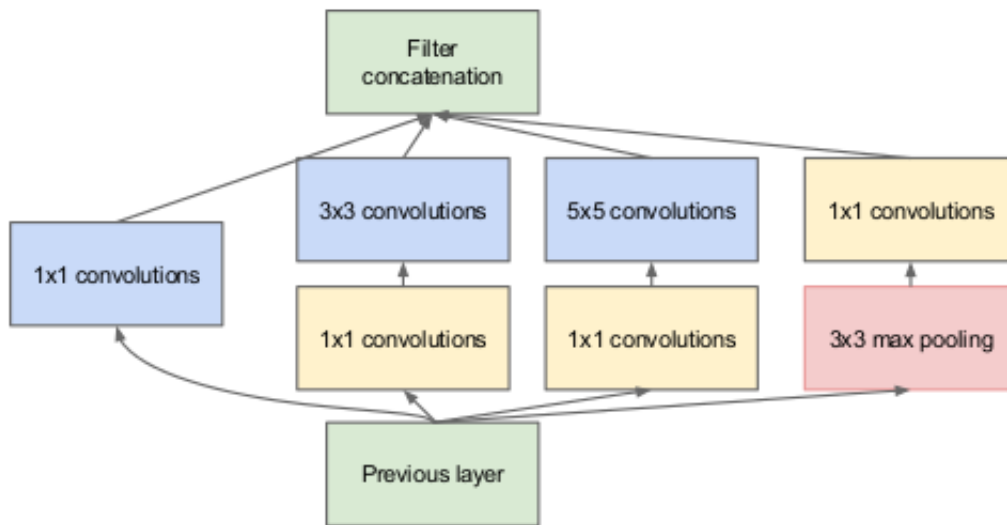 Filter
concatenation
3x3 convolutions
5x5 convolutions
1x1 convolutions
1x1 convolutions
1x1 convolutions
1x1 convolutions
3x3 max pooling
Previous layer